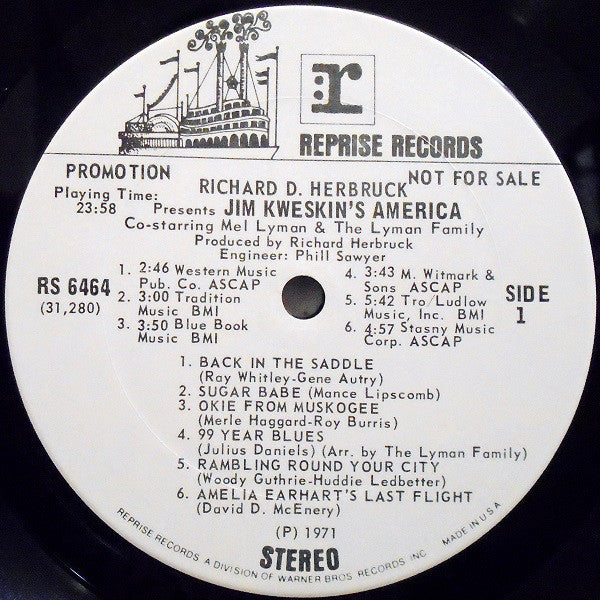 :r
REPRISE RECORDS
PROMOTION
NOT FOR SALE
RICHARD D. HERBRUCK
Playing Time:
23:58
Presents JIM KWESKIN'S AMERICA
Co-starring Mel Lyman & The Lyman Family
Produced by Richard Herbruck
Engineer: Phill Sawyer
RS 6464
(31,280)
1. 2:46 Western Music
Pub. Co. ASCAP
2. 3:00 Tradition
Music BMI
3. 3:50 Blue Book
Music BMI
4. 3:43 M. Witmark &
Sons ASCAP
5. 5:42 Tro/Ludlow
Music, Inc. BMI
6. 4:57 Stasny Music
Corp. ASCAP
SIDE
1
1. BACK IN THE SADDLE
(Ray Whitley-Gene Autry)
2. SUGAR BABE (Mance Lipscomb)
3. OKIE FROM MUSKOGEE
(Merle Haggard-Roy Burris)
4. 99 YEAR BLUES
(Julius Daniels) (Arr. by The Lyman Family)
5. RAMBLING ROUND YOUR CITY
(Woody Guthrie-Huddie Ledbetter)
6. AMELIA EARHART'S LAST FLIGHT
(David D. McEnery)
(P) 1971
STEREO
REPRISE RECORDS A DIVISION OF WARNER BROS. RECORDS INC. MADE IN U.S.A.